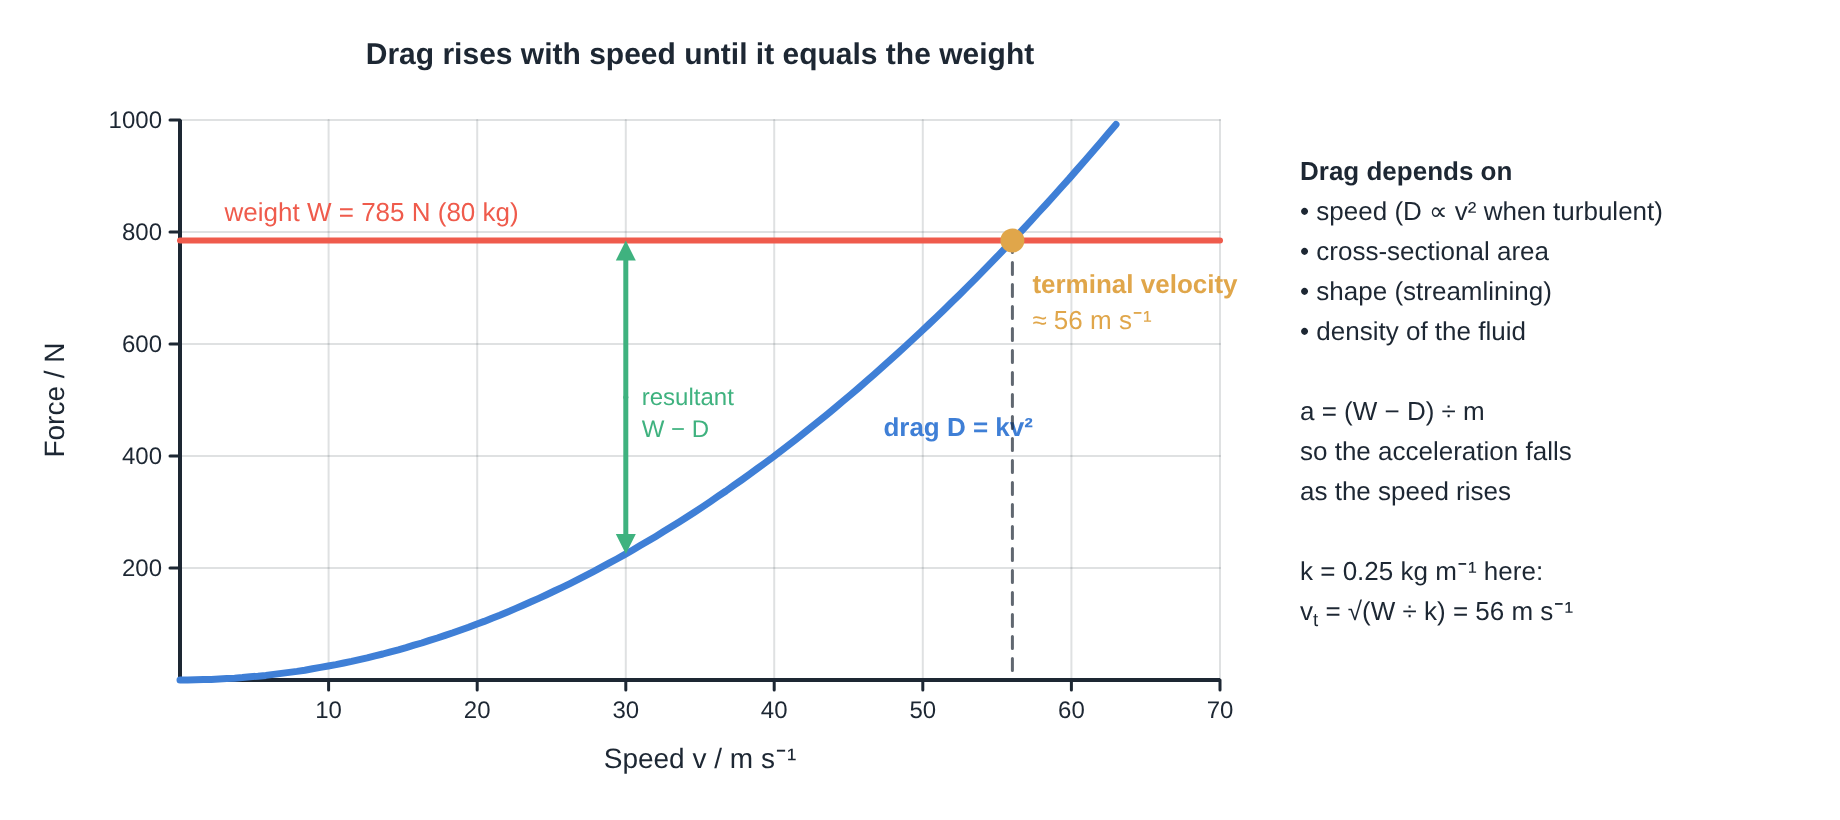 Drag rises with speed until it equals the weight
1000
800
600
400
200
Force / N
weight W = 785 N (80 kg)
terminal velocity
≈ 56 m s⁻¹
resultant
W − D
drag D = kv²
10
20
30
40
50
60
70
Speed v / m s⁻¹
Drag depends on
• speed (D ∝ v² when turbulent)
• cross-sectional area
• shape (streamlining)
• density of the fluid
a = (W − D) ÷ m
so the acceleration falls
as the speed rises
k = 0.25 kg m⁻¹ here:
vₜ = √(W ÷ k) = 56 m s⁻¹